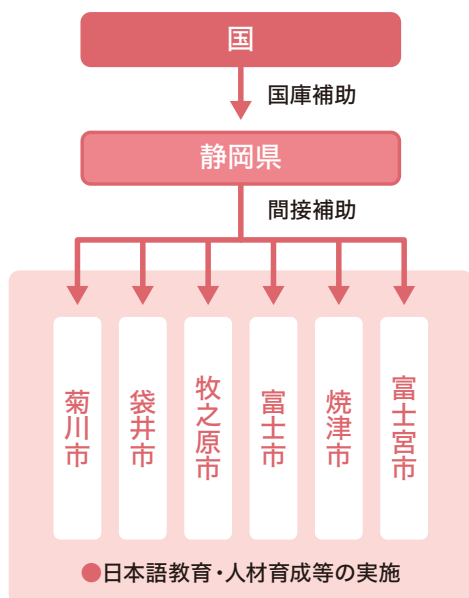 国
国庫補助
静岡県
間接補助
菊川市
袋井市
牧之原市
富士市
焼津市
富士宮市
●日本語教育・人材育成等の実施